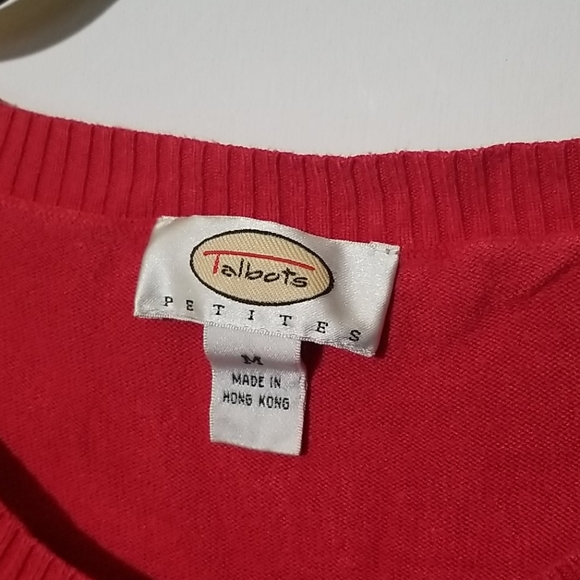 Talbots
PETITES
M
MADE IN
HONG KONG